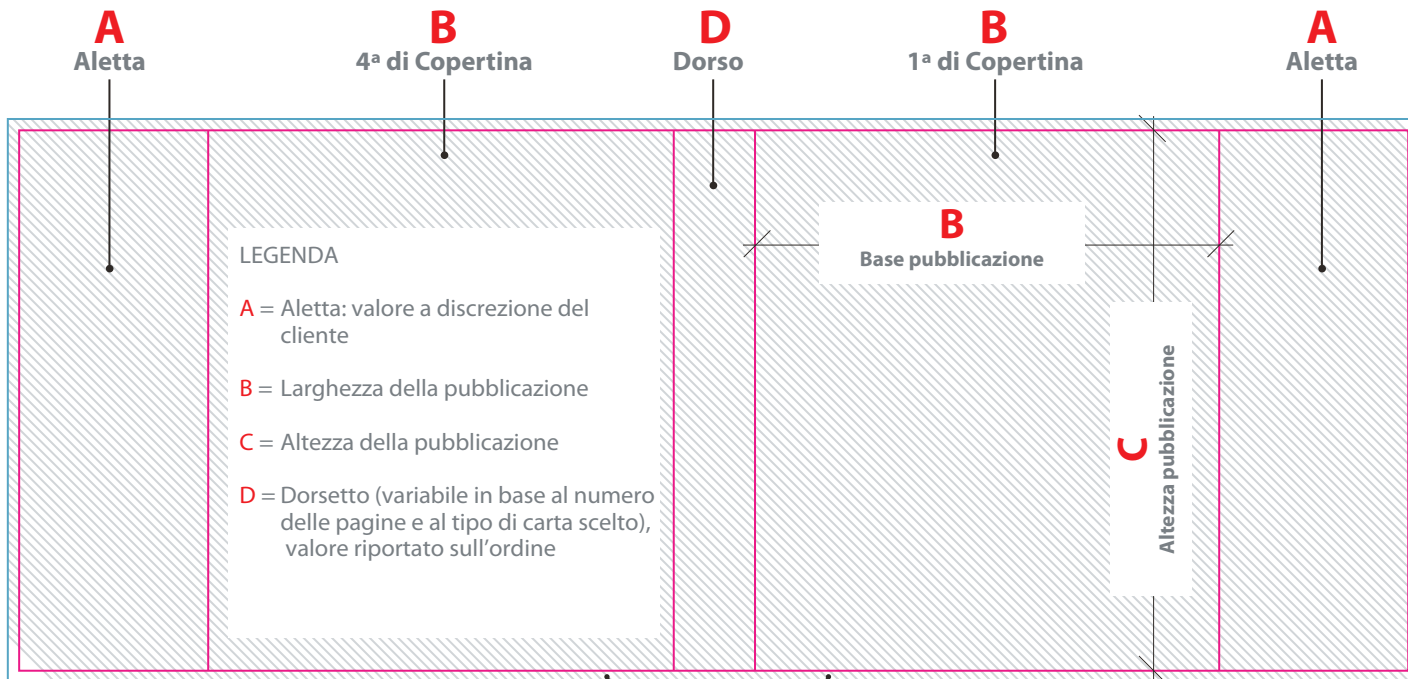 A
Aletta
B
4ª di Copertina
D
Dorso
B
1ª di Copertina
A
Aletta
B
Base pubblicazione
LEGENDA
A = Aletta: valore a discrezione del
cliente
B = Larghezza della pubblicazione
C = Altezza della pubblicazione
D = Dorsetto (variabile in base al numero
delle pagine e al tipo di carta scelto),
valore riportato sull’ordine
C
Altezza pubblicazione